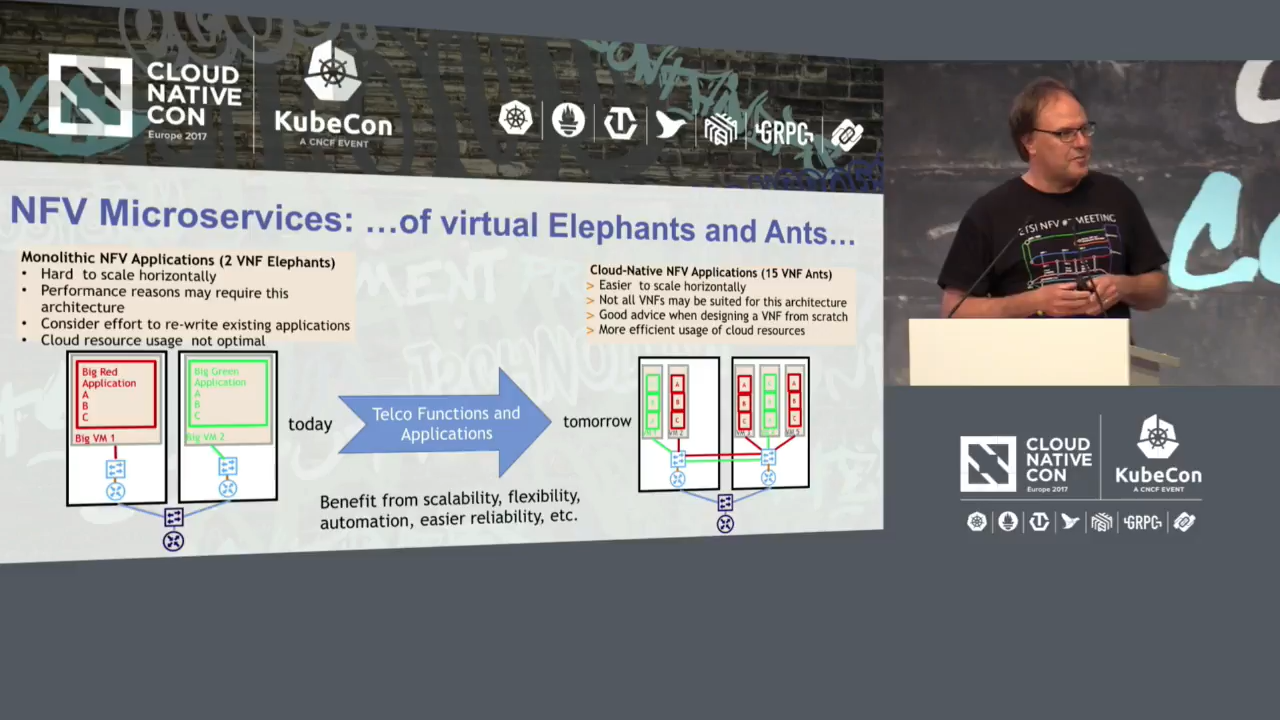 CLOUD
NATIVE
CON
Europe 2017
KubeCon
A CNCF EVENT
GRPC
NFV Microservices: …of virtual Elephants and Ants…
Monolithic NFV Applications (2 VNF Elephants)
• Hard to scale horizontally
• Performance reasons may require this
architecture
• Consider effort to re-write existing applications
• Cloud resource usage not optimal
Cloud-Native NFV Applications (15 VNF Ants)
> Easier to scale horizontally
> Not all VNFs may be suited for this architecture
> Good advice when designing a VNF from scratch
> More efficient usage of cloud resources
Big Red
Application
A
B
C
Big VM 1
Big Green
Application
A
B
C
Big VM 2
today
Telco Functions and
Applications
tomorrow
A
B
C
VM 2
A
B
C
A
B
C
Benefit from scalability, flexibility,
automation, easier reliability, etc.
ETSI NFV MEETING
CLOUD
NATIVE
CON
Europe 2017
KubeCon
A CNCF EVENT
GRPC